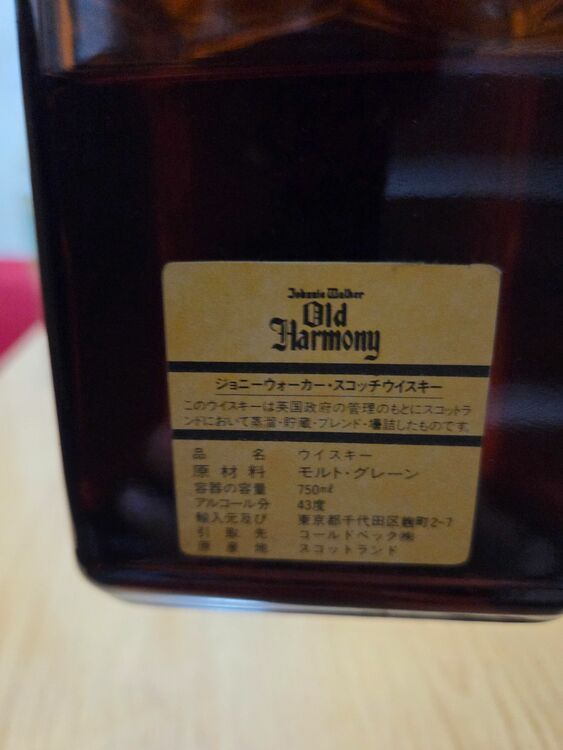 Johnnie Walker
Old
Harmony
ジョニーウォーカー・スコッチウイスキー
このウイスキーは英国政府の管理のもとにスコットラ
ンドにおいて蒸溜・貯蔵・ブレンド・壜詰したものです。
品名 ウイスキー
原材料 モルト・グレーン
容器の容量 750mℓ
アルコール分 43度
輸入元及び 東京都千代田区麹町2-7
引取先 コールドベック㈱
原産地 スコットランド